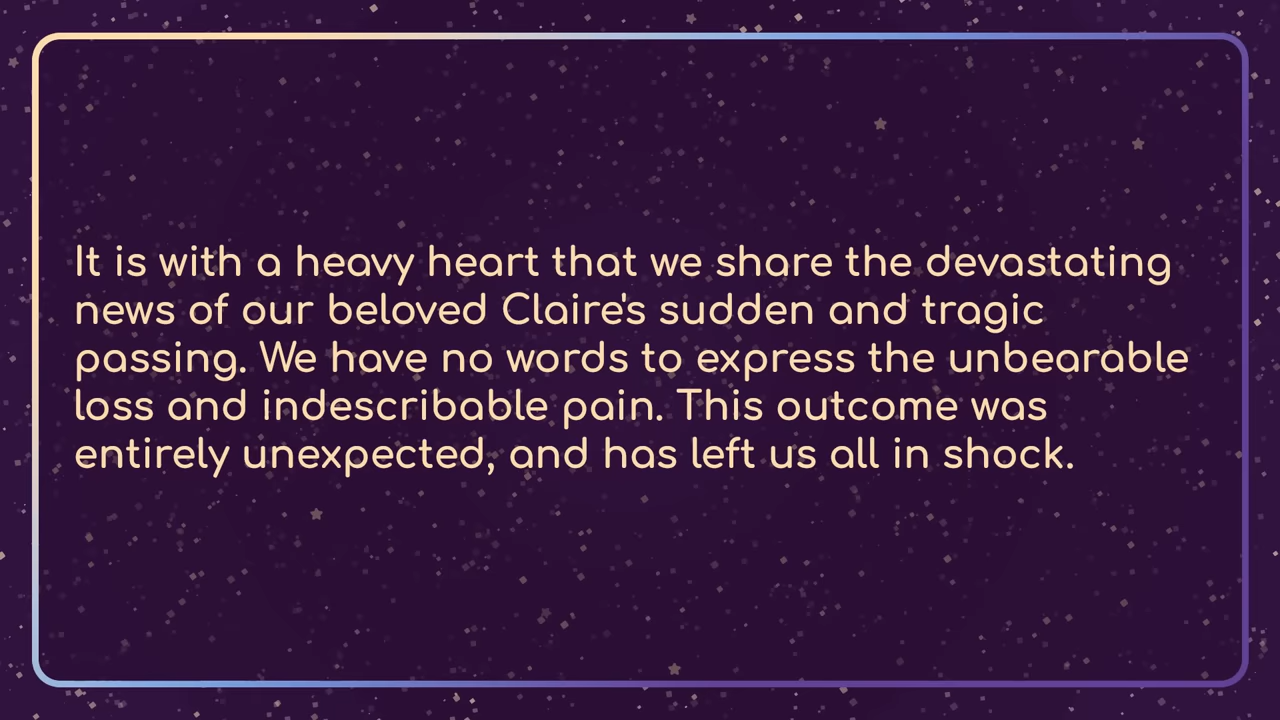 It is with a heavy heart that we share the devastating
news of our beloved Claire's sudden and tragic
passing. We have no words to express the unbearable
loss and indescribable pain. This outcome was
entirely unexpected, and has left us all in shock.